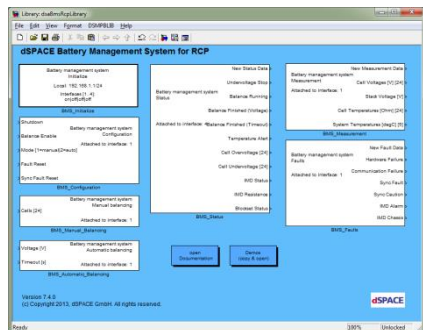 Library: dsaBmsRcpLibrary
File Edit View Format DSMPBLIB Help
dSPACE Battery Management System for RCP
Battery management system
Initialize
Local: 192.168.1.1/24
Interfaces [1..4]
on|off|off|off
BMS_Initialize
Shutdown
Balance Enable
Mode [1=manual|2=auto]
Fault Reset
Sync Fault Reset
Battery management system
Configuration
Attached to interface: 1
BMS_Configuration
Cells [24]
Battery management system
Manual balancing
Attached to interface: 1
BMS_Manual_Balancing
Voltage [V]
Timeout [s]
Battery management system
Automatic balancing
Attached to interface: 1
BMS_Automatic_Balancing
Battery management system
Status
Attached to interface: 1
New Status Data
Undervoltage Stop
Balance Running
Balance Finished (Voltage)
Balance Finished (Timeout)
Temperature Alert
Cell Overvoltage [24]
Cell Undervoltage [24]
IMD Status
IMD Resistance
Blockset Status
BMS_Status
Battery management system
Measurement
Attached to interface: 1
New Measurement Data
Cell Voltages [V] [24]
Stack Voltage [V]
Cell Temperatures [Ohm] [24]
System Temperatures [degC] [5]
BMS_Measurement
Battery management system
Faults
Attached to interface: 1
New Fault Data
Hardware Failure
Communication Failure
Sync Fault
Sync Caution
IMD Alarm
IMD Chassis
BMS_Faults
open
Documentation
Demos
(copy & open)
Version 7.4.0
(c) Copyright 2013, dSPACE GmbH. All rights reserved.
dSPACE
Ready
100%
Unlocked